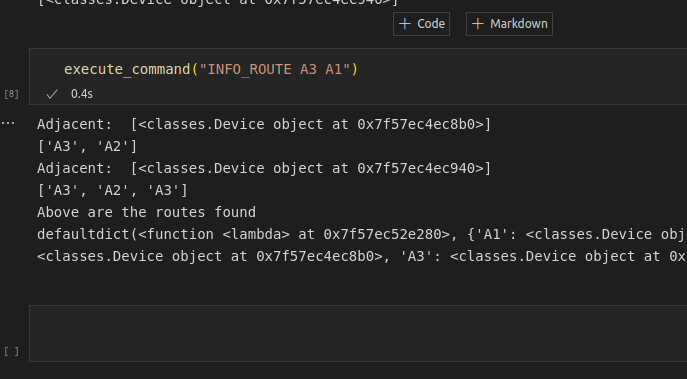 [<classes.Device object at 0x7f57ec4ec940>]
+ Code + Markdown
execute_command("INFO_ROUTE A3 A1")
[8] 0.4s
... Adjacent:  [<classes.Device object at 0x7f57ec4ec8b0>]
['A3', 'A2']
Adjacent:  [<classes.Device object at 0x7f57ec4ec940>]
['A3', 'A2', 'A3']
Above are the routes found
defaultdict(<function <lambda> at 0x7f57ec52e280>, {'A1': <classes.Device obj
<classes.Device object at 0x7f57ec4ec8b0>, 'A3': <classes.Device object at 0x
[ ]